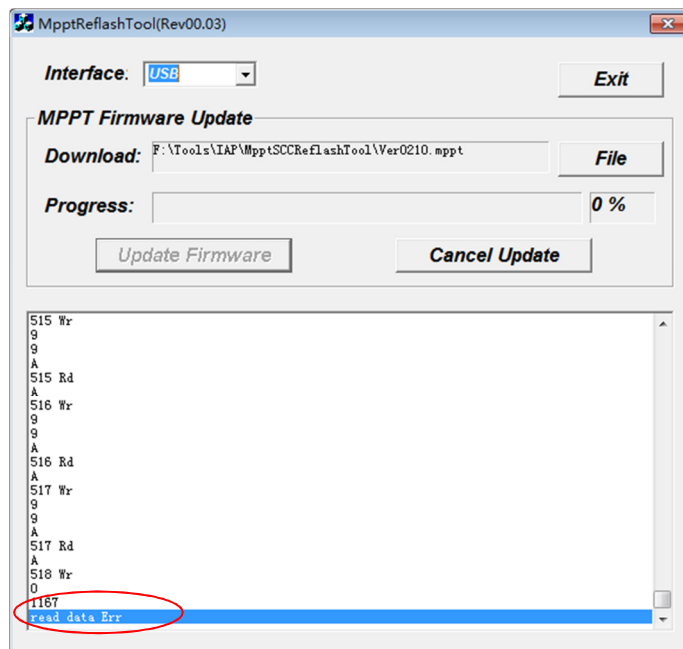 MpptReflashTool(Rev00.03)
Interface: USB
Exit
MPPT Firmware Update
Download: F:\Tools\IAP\MpptSCCReflashTool\Ver0210.mppt
File
Progress: 0 %
Update Firmware
Cancel Update
515 Wr
9
9
A
515 Rd
A
516 Wr
9
9
A
516 Rd
A
517 Wr
9
9
A
517 Rd
A
518 Wr
0
1167
read data Err